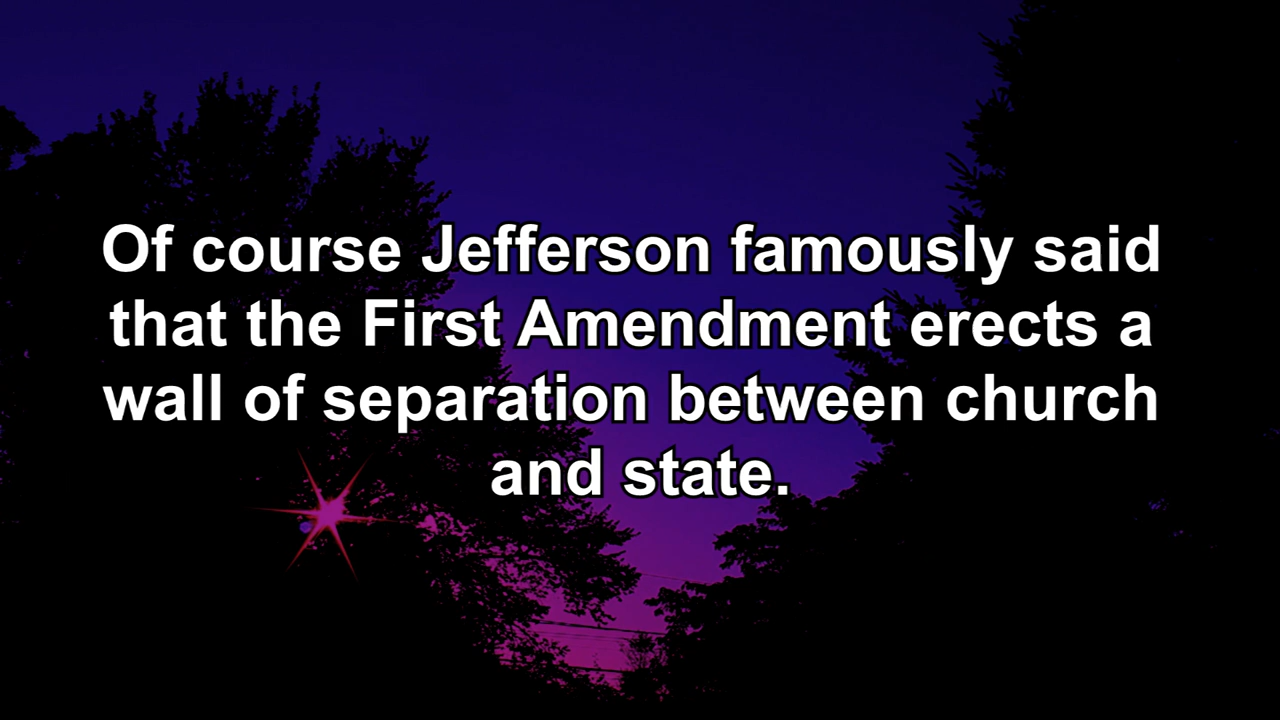 Of course Jefferson famously said
that the First Amendment erects a
wall of separation between church
and state.